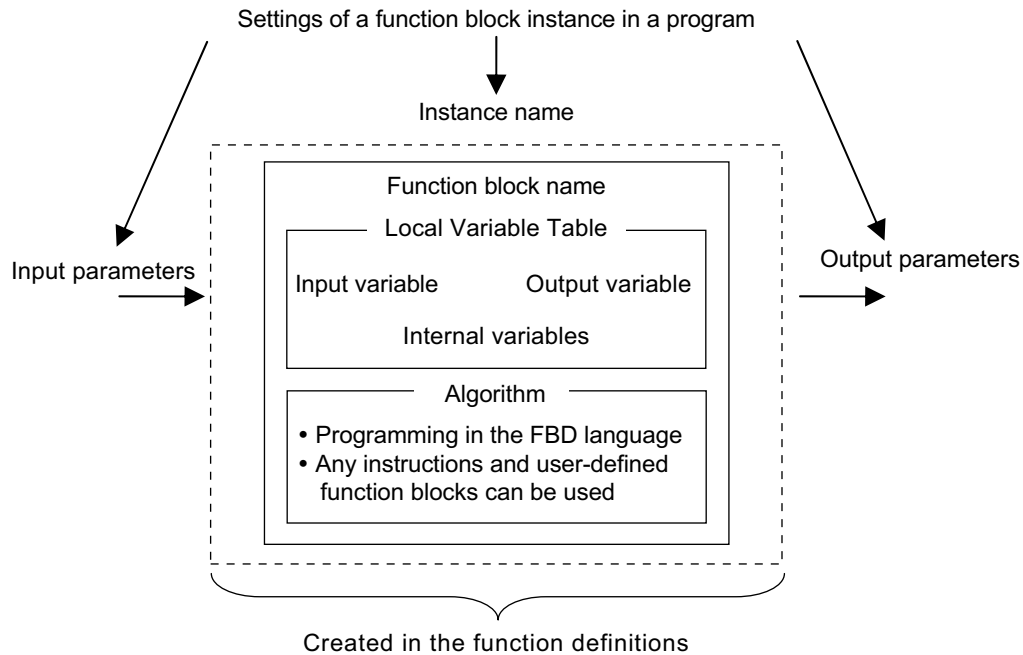 Settings of a function block instance in a program
Instance name
Function block name
Local Variable Table
Input parameters
Output parameters
Input variable
Output variable
Internal variables
Algorithm
• Programming in the FBD language
• Any instructions and user-defined
function blocks can be used
Created in the function definitions